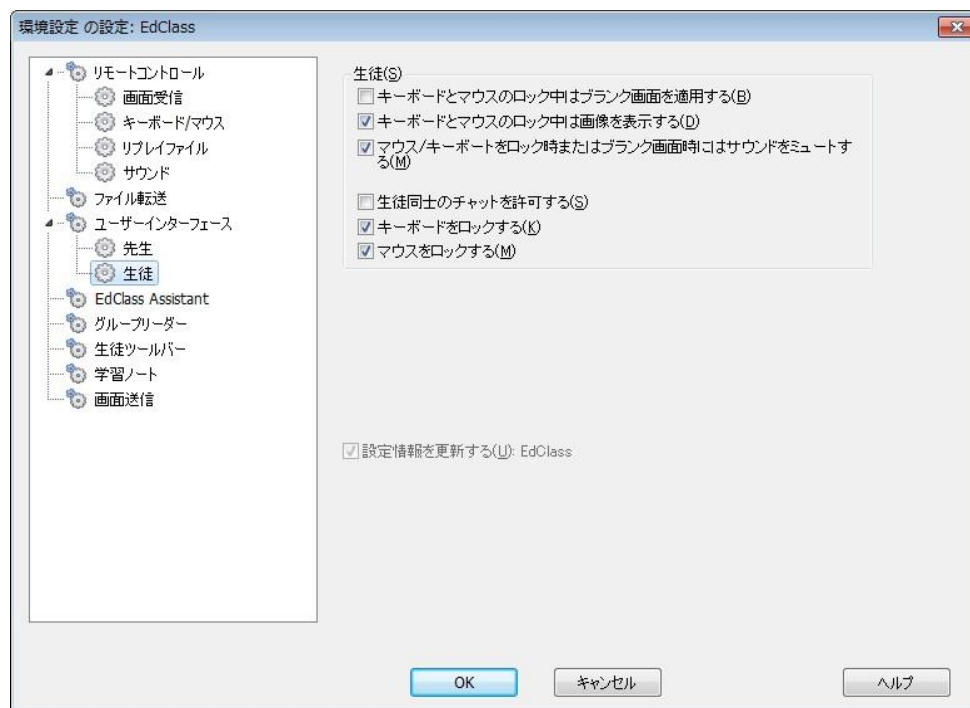 環境設定 の設定: EdClass
リモートコントロール
画面受信
キーボード/マウス
リプレイファイル
サウンド
ファイル転送
ユーザーインターフェース
先生
生徒
EdClass Assistant
グループリーダー
生徒ツールバー
学習ノート
画面送信
生徒(S)
キーボードとマウスのロック中はブランク画面を適用する(B)
キーボードとマウスのロック中は画像を表示する(D)
マウス/キーボートをロック時またはブランク画面時にはサウンドをミュートす
る(M)
生徒同士のチャットを許可する(S)
キーボードをロックする(K)
マウスをロックする(M)
設定情報を更新する(U): EdClass
OK
キャンセル
ヘルプ